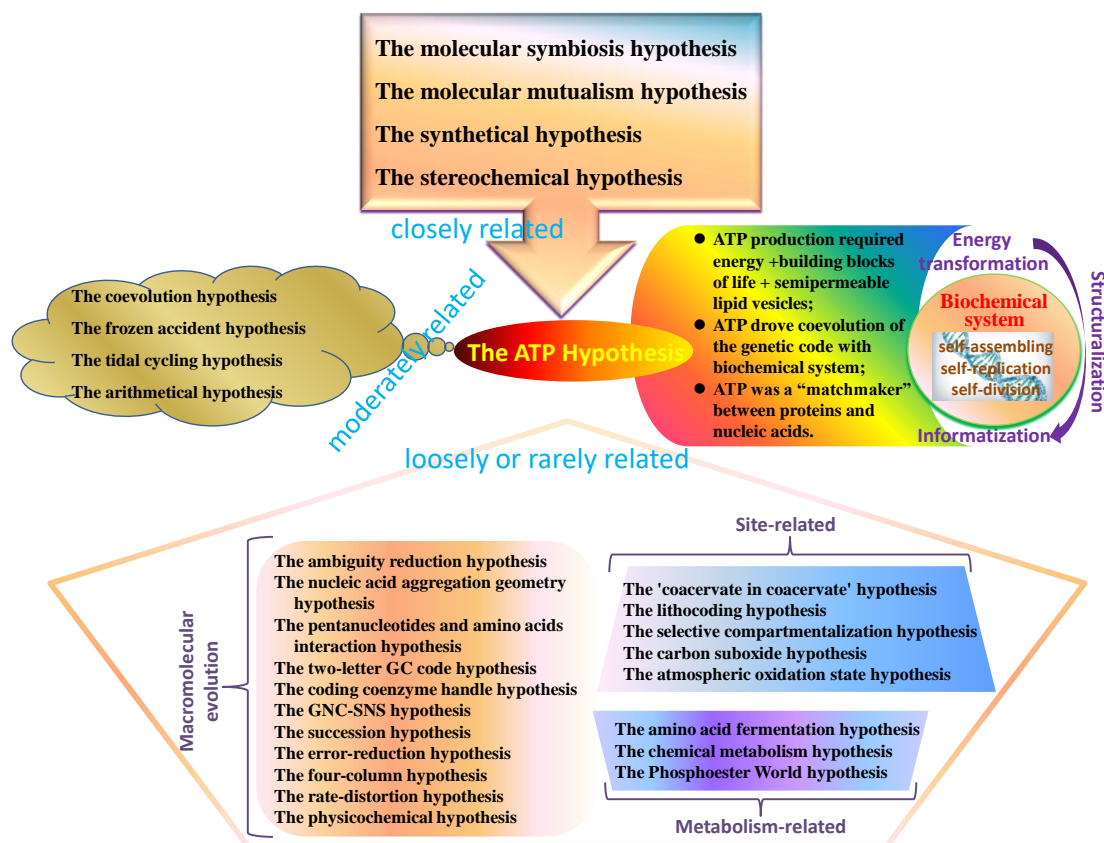 The molecular symbiosis hypothesis
The molecular mutualism hypothesis
The synthetical hypothesis
The stereochemical hypothesis
closely related
The coevolution hypothesis
The frozen accident hypothesis
The tidal cycling hypothesis
The arithmetical hypothesis
moderately related
The ATP Hypothesis
● ATP production required
energy +building blocks
of life + semipermeable
lipid vesicles;
● ATP drove coevolution of
the genetic code with
biochemical system;
● ATP was a “matchmaker”
between proteins and
nucleic acids.
Energy
transformation
Biochemical
system
self-assembling
self-replication
self-division
Informatization
Structuralization
loosely or rarely related
Macromolecular
evolution
The ambiguity reduction hypothesis
The nucleic acid aggregation geometry
hypothesis
The pentanucleotides and amino acids
interaction hypothesis
The two-letter GC code hypothesis
The coding coenzyme handle hypothesis
The GNC-SNS hypothesis
The succession hypothesis
The error-reduction hypothesis
The four-column hypothesis
The rate-distortion hypothesis
The physicochemical hypothesis
Site-related
The 'coacervate in coacervate' hypothesis
The lithocoding hypothesis
The selective compartmentalization hypothesis
The carbon suboxide hypothesis
The atmospheric oxidation state hypothesis
The amino acid fermentation hypothesis
The chemical metabolism hypothesis
The Phosphoester World hypothesis
Metabolism-related